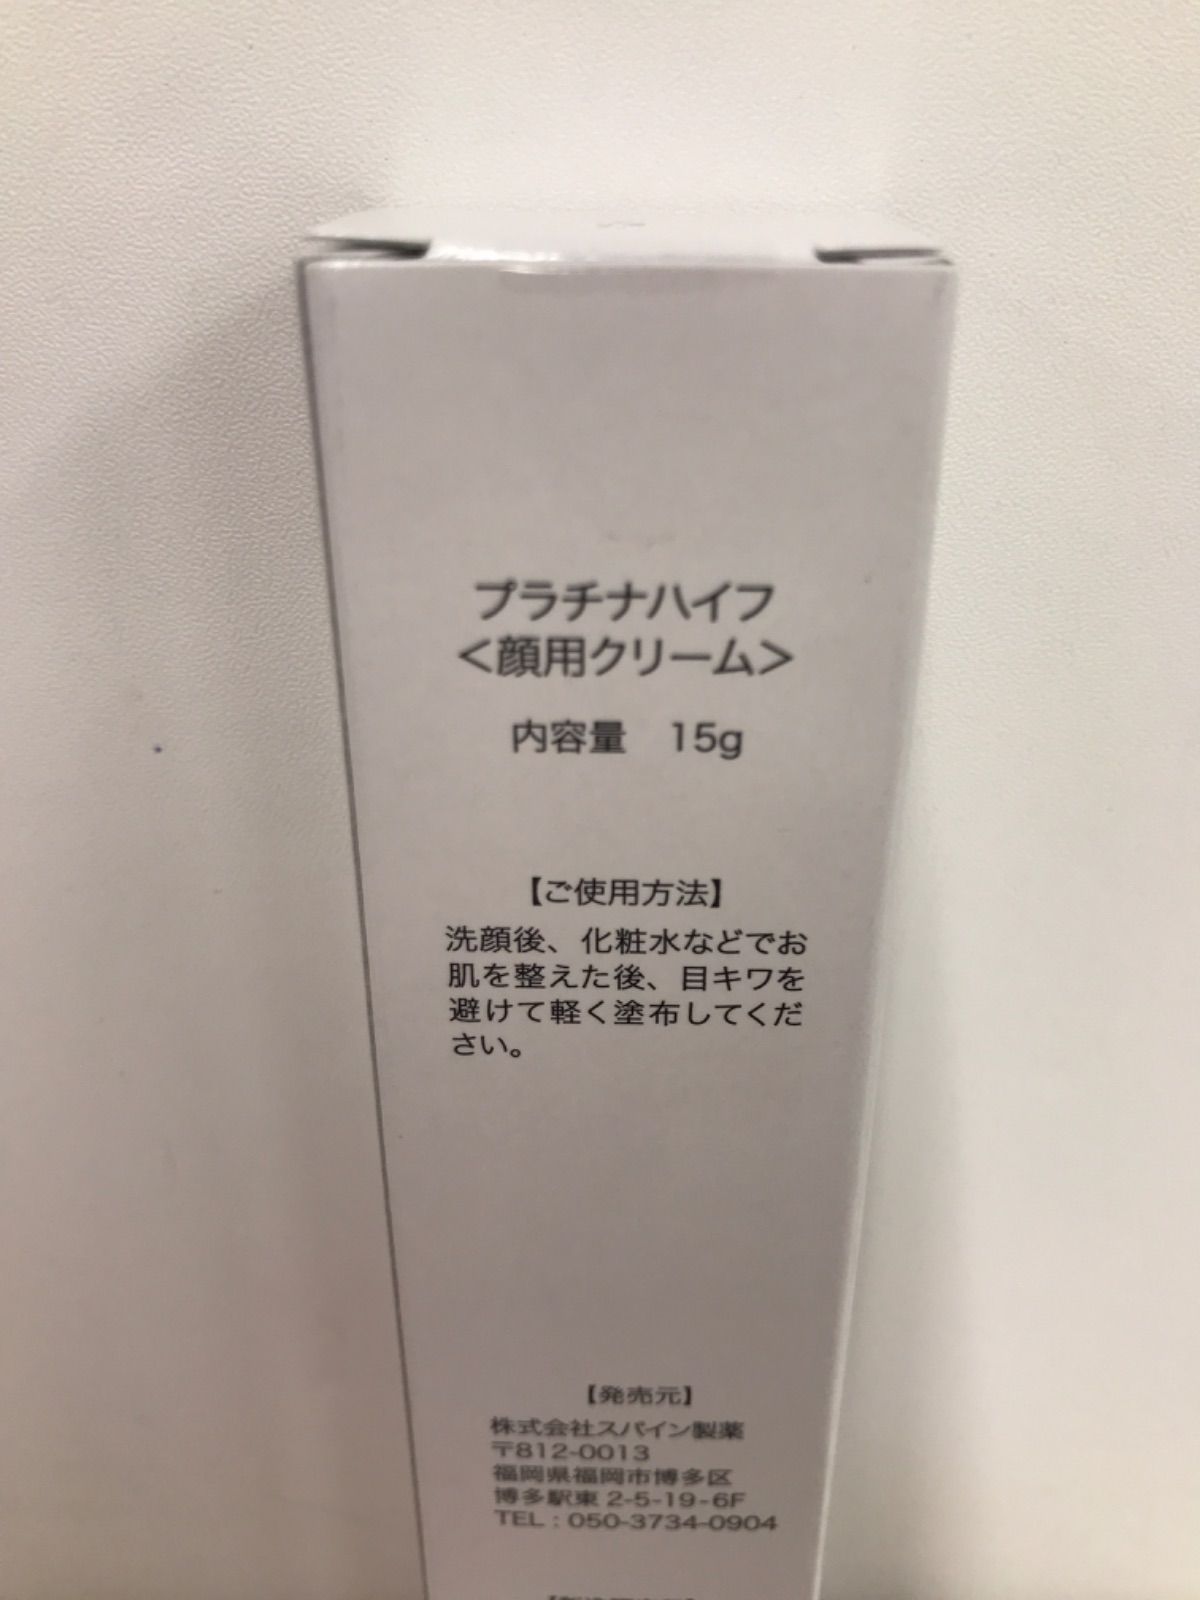 プラチナハイフ
<顔用クリーム>
内容量　15g
【ご使用方法】
洗顔後、化粧水などでお
肌を整えた後、目キワを
避けて軽く塗布してくだ
さい。
【発売元】
株式会社スパイン製薬
〒812-0013
福岡県福岡市博多区
博多駅東 2-5-19-6F
TEL : 050-3734-0904